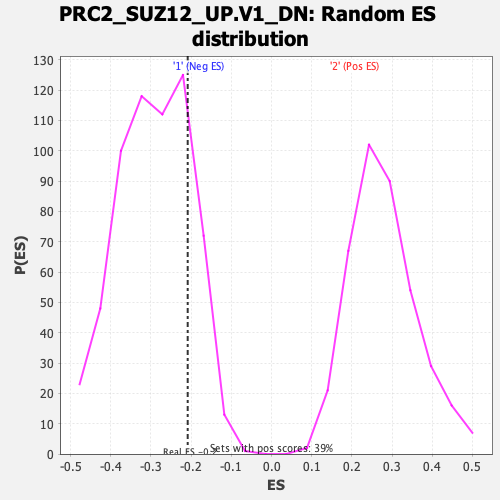 PRC2_SUZ12_UP.V1_DN: Random ES
distribution
'1' (Neg ES)
'2' (Pos ES)
130
120
110
100
90
80
70
60
50
40
30
20
10
0
P(ES)
Real ES
Sets with pos scores: 39%
-0.5 -0.4 -0.3 -0.2 -0.1 0.0 0.1 0.2 0.3 0.4 0.5
ES